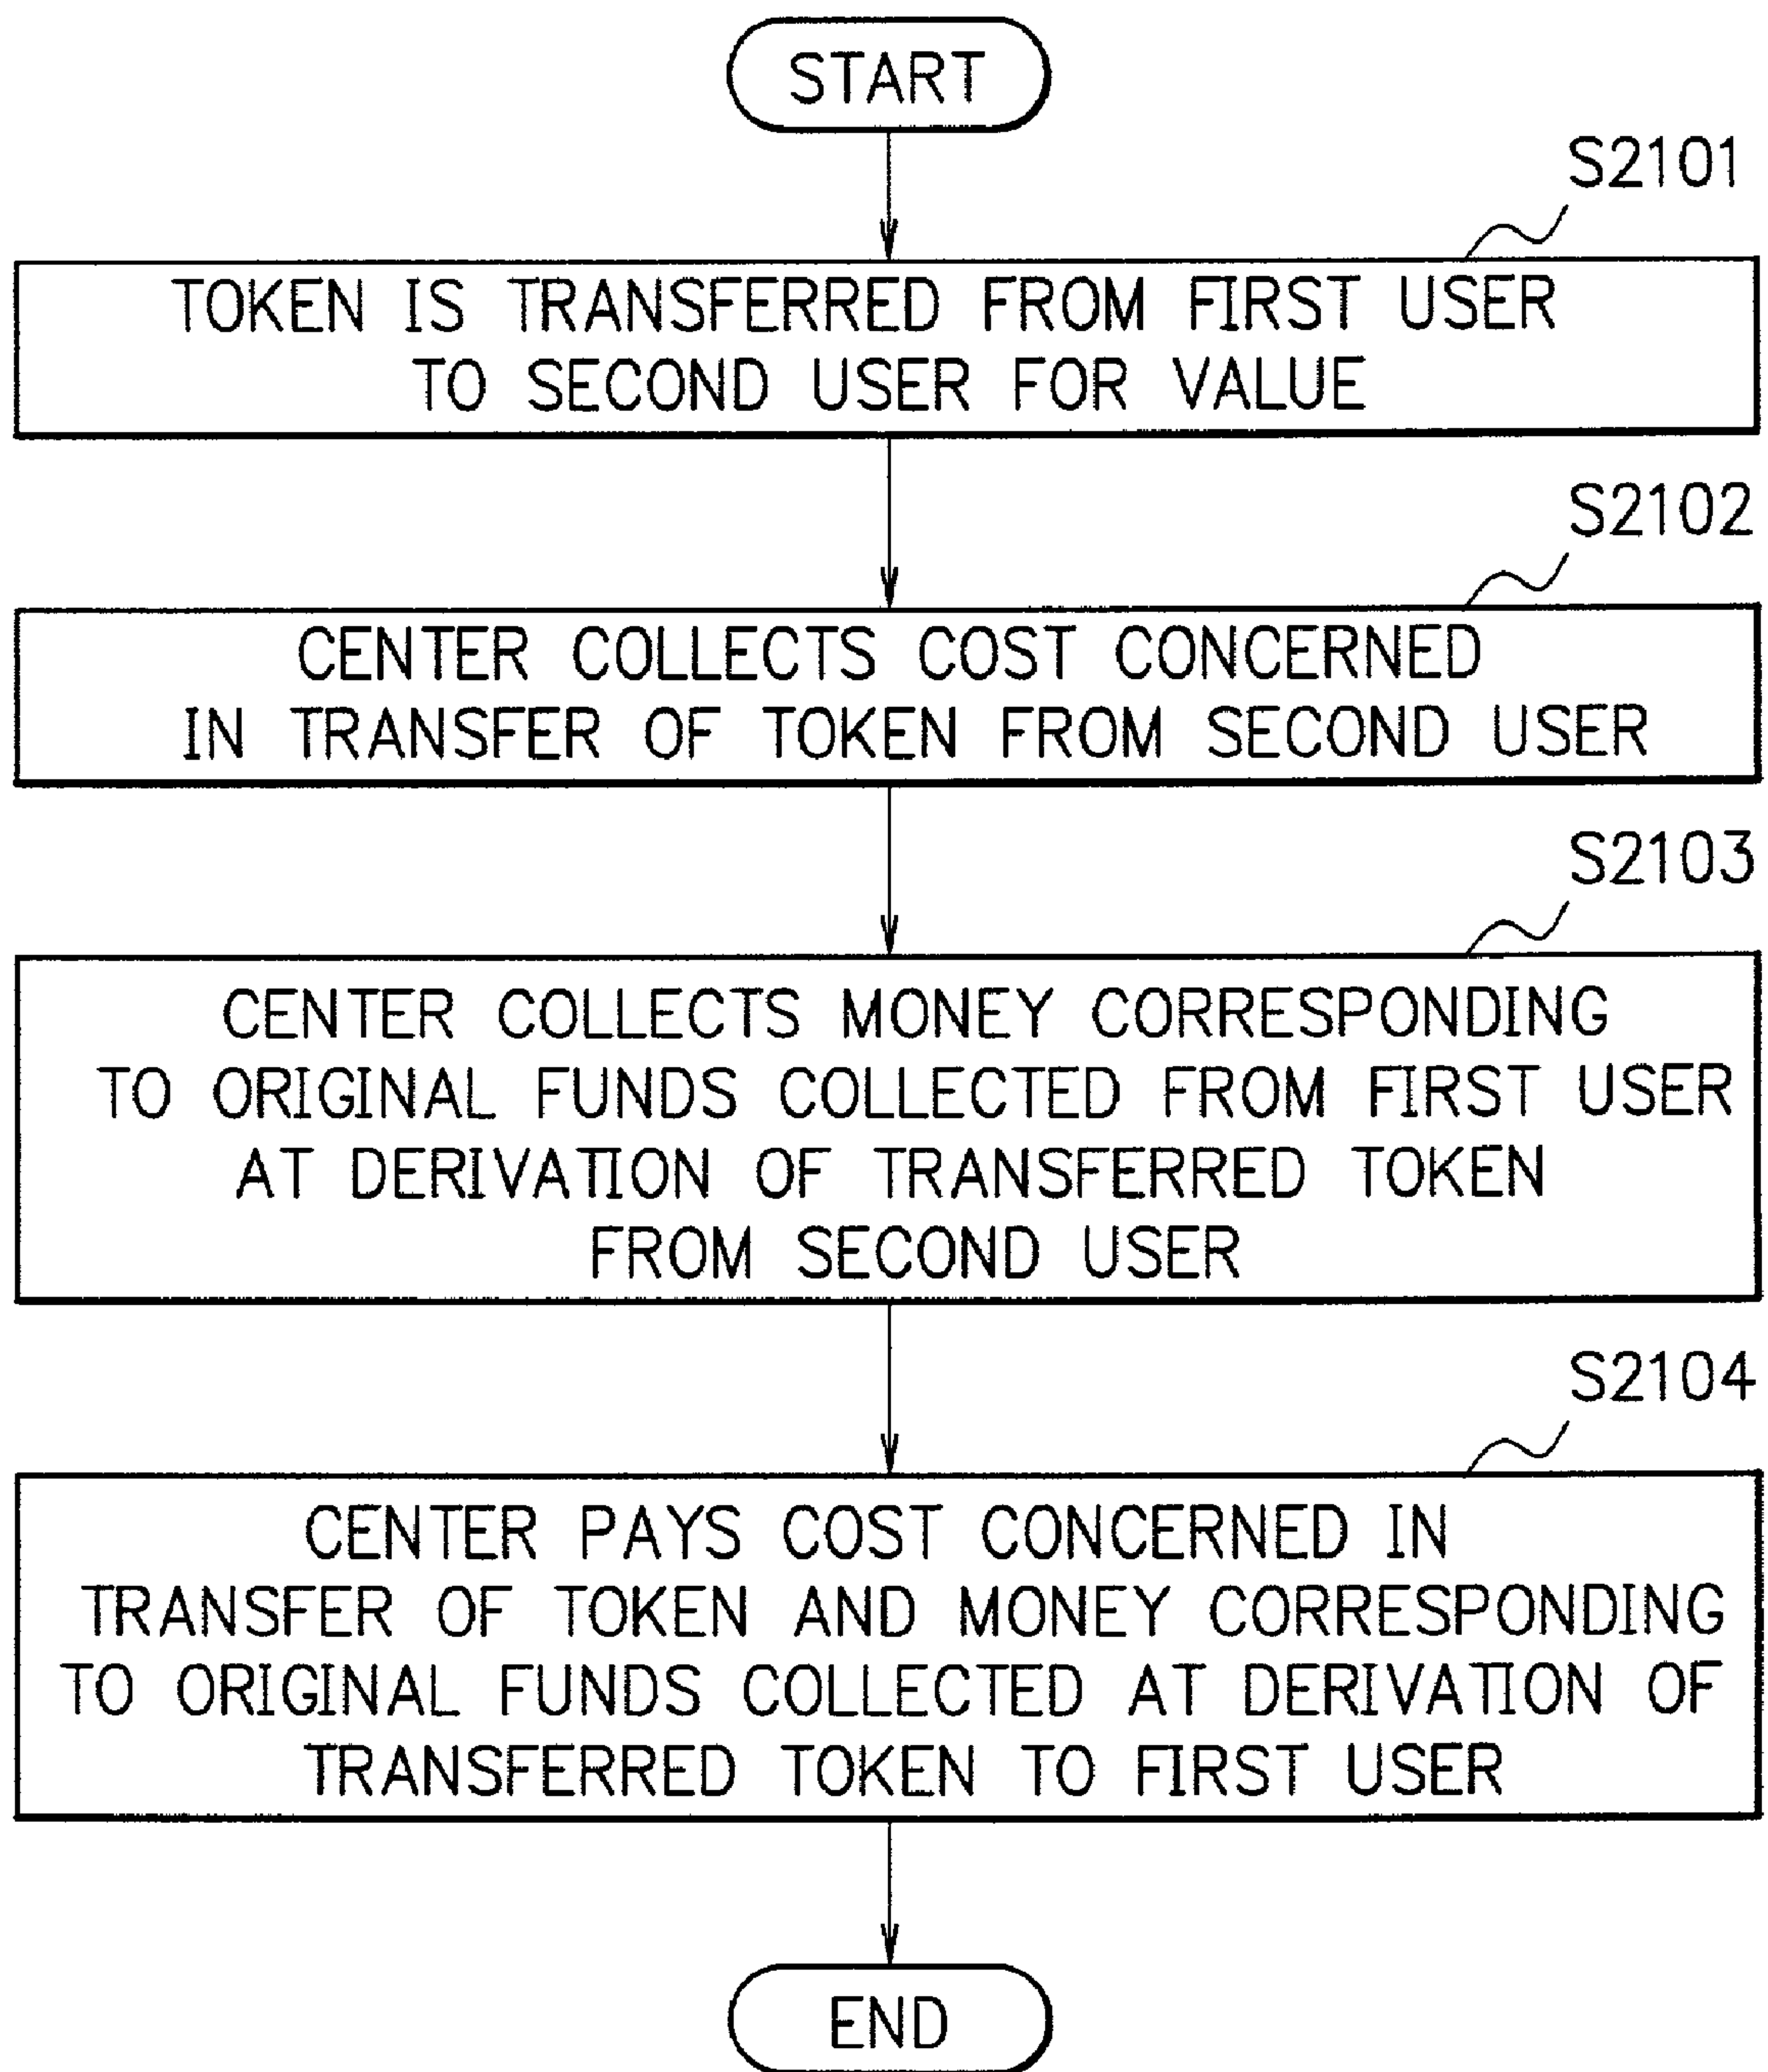 START
S2101
TOKEN IS TRANSFERRED FROM FIRST USER
TO SECOND USER FOR VALUE
S2102
CENTER COLLECTS COST CONCERNED
IN TRANSFER OF TOKEN FROM SECOND USER
S2103
CENTER COLLECTS MONEY CORRESPONDING
TO ORIGINAL FUNDS COLLECTED FROM FIRST USER
AT DERIVATION OF TRANSFERRED TOKEN
FROM SECOND USER
S2104
CENTER PAYS COST CONCERNED IN
TRANSFER OF TOKEN AND MONEY CORRESPONDING
TO ORIGINAL FUNDS COLLECTED AT DERIVATION OF
TRANSFERRED TOKEN TO FIRST USER
END